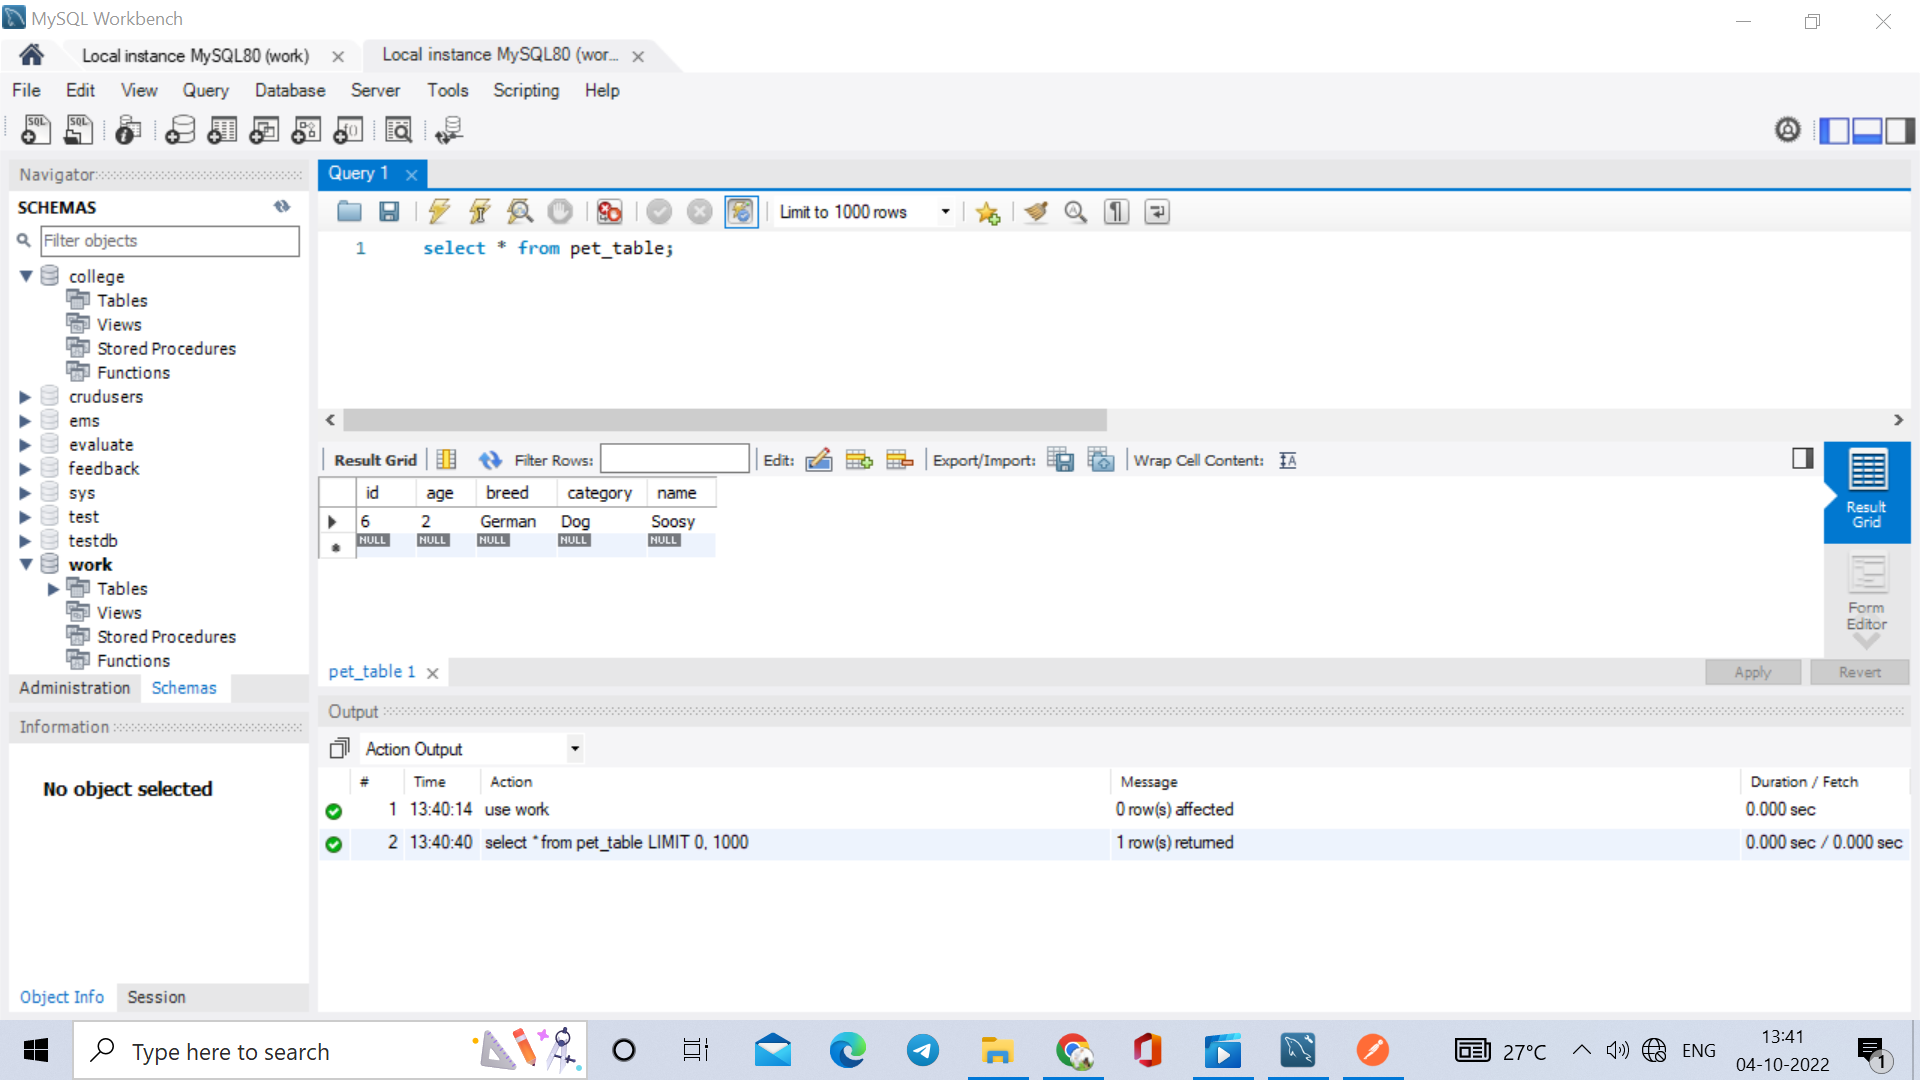 MySQL Workbench
Local instance MySQL80 (work)
Local instance MySQL80 (wor...
File Edit View Query Database Server Tools Scripting Help
Navigator
SCHEMAS
Filter objects
college
Tables
Views
Stored Procedures
Functions
crudusers
ems
evaluate
feedback
sys
test
testdb
work
Tables
Views
Stored Procedures
Functions
Administration Schemas
Information
No object selected
Object Info Session
Query 1
Limit to 1000 rows
1 select * from pet_table;
Result Grid Filter Rows: Edit: Export/Import: Wrap Cell Content:
id age breed category name
6 2 German Dog Soosy
NULL NULL NULL NULL NULL
Result
Grid
Form
Editor
pet_table 1
Apply Revert
Output
Action Output
# Time Action Message Duration / Fetch
1 13:40:14 use work 0 row(s) affected 0.000 sec
2 13:40:40 select * from pet_table LIMIT 0, 1000 1 row(s) returned 0.000 sec / 0.000 sec
Type here to search
27°C
ENG
13:41
04-10-2022
1